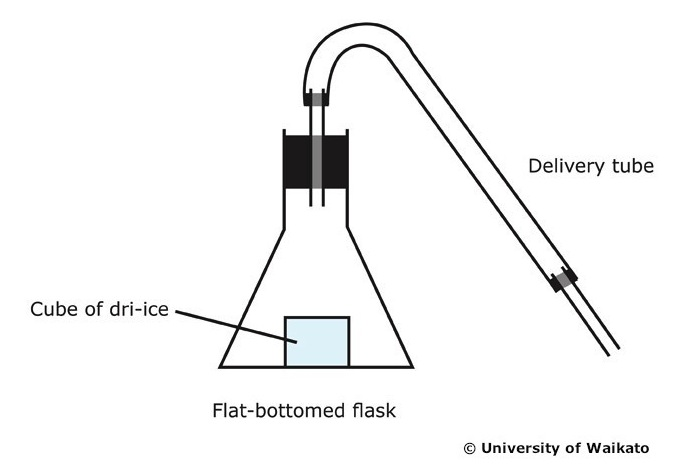 Delivery tube
Cube of dri-ice
Flat-bottomed flask
© University of Waikato